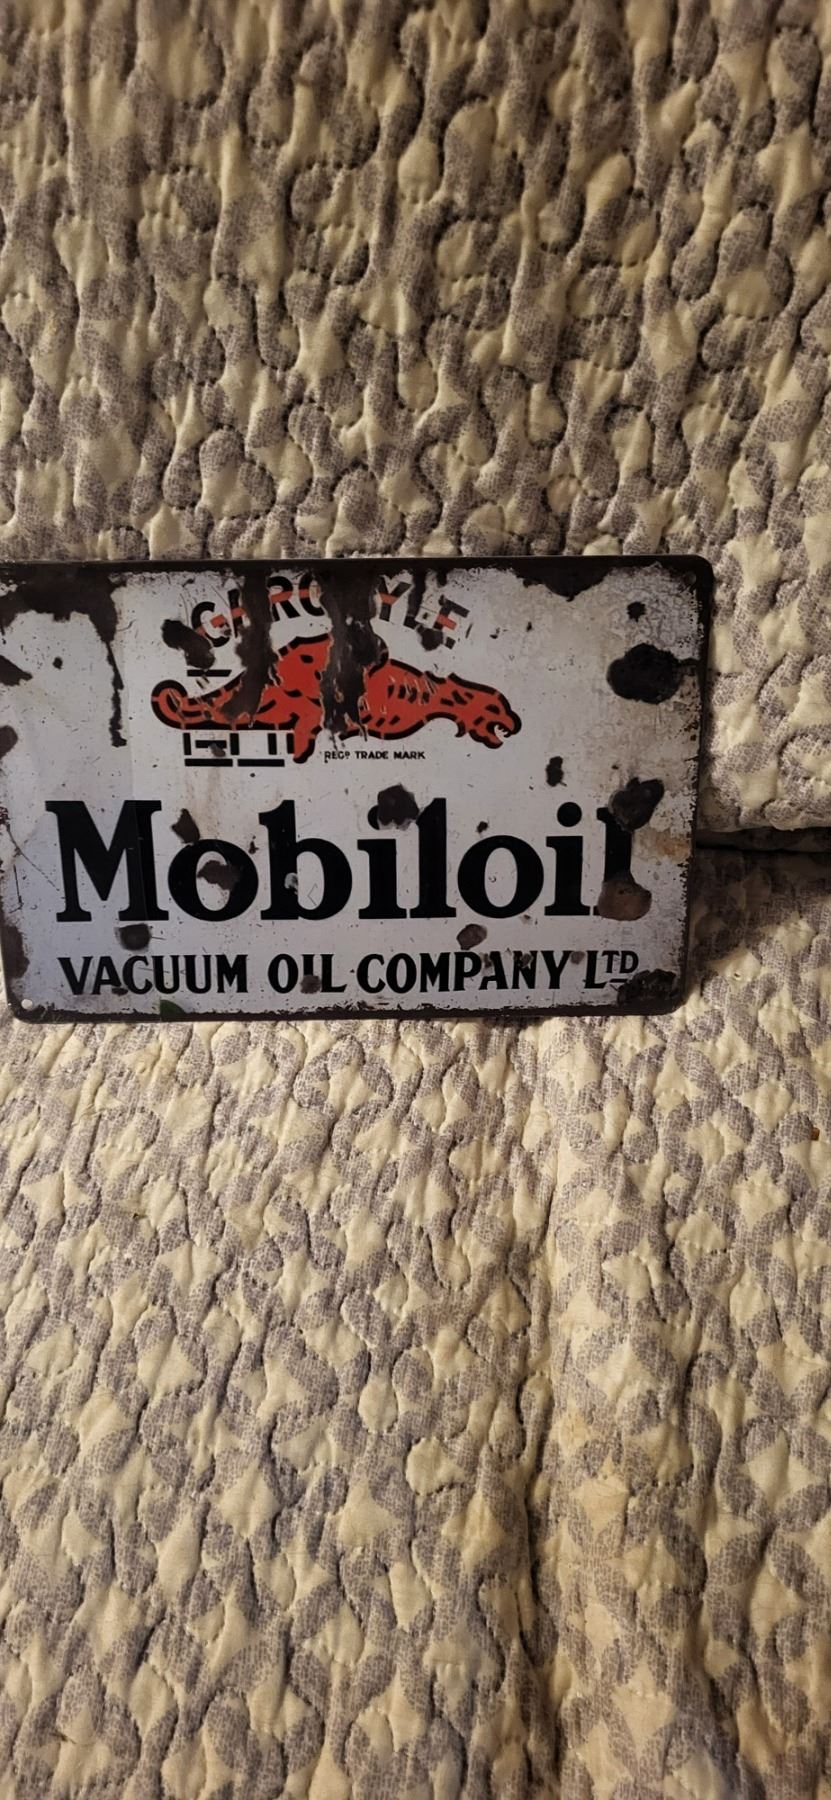 GARGOYLE
REGD TRADE MARK
Mobiloil
VACUUM OIL COMPANY LTD